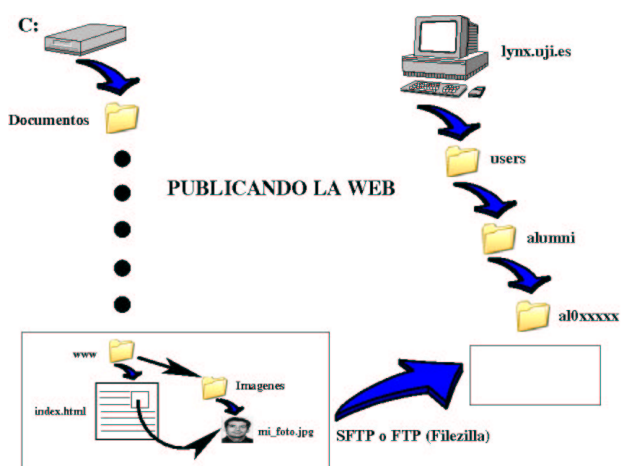 C:
lynx.uji.es
Documentos
users
PUBLICANDO LA WEB
alumni
al0xxxxx
www
Imagenes
index.html
mi_foto.jpg
SFTP o FTP (Filezilla)